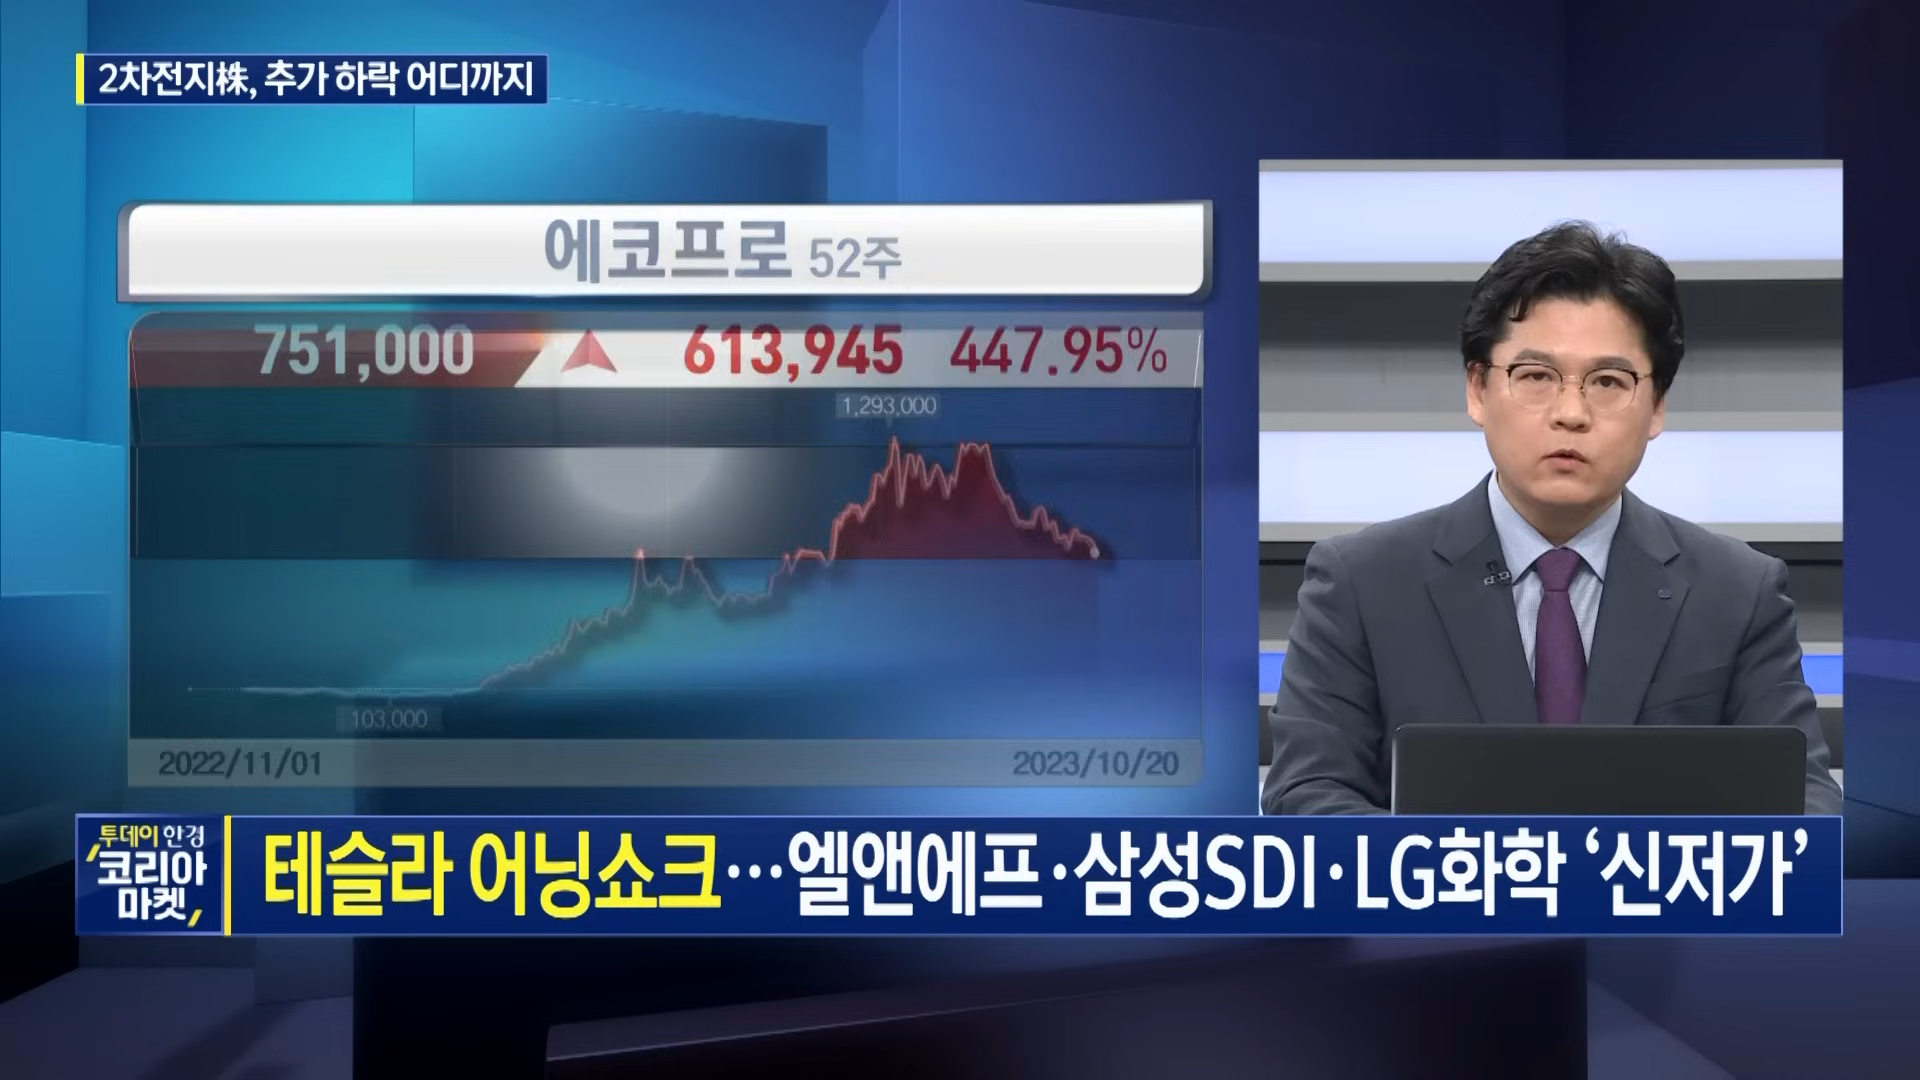 2차전지株, 추가 하락 어디까지
에코프로 52주
751,000 ▲ 613,945 447.95%
1,293,000
103,000
2022/11/01 2023/10/20
투데이 한경
코리아
마켓
테슬라 어닝쇼크…엘앤에프·삼성SDI·LG화학 ‘신저가’